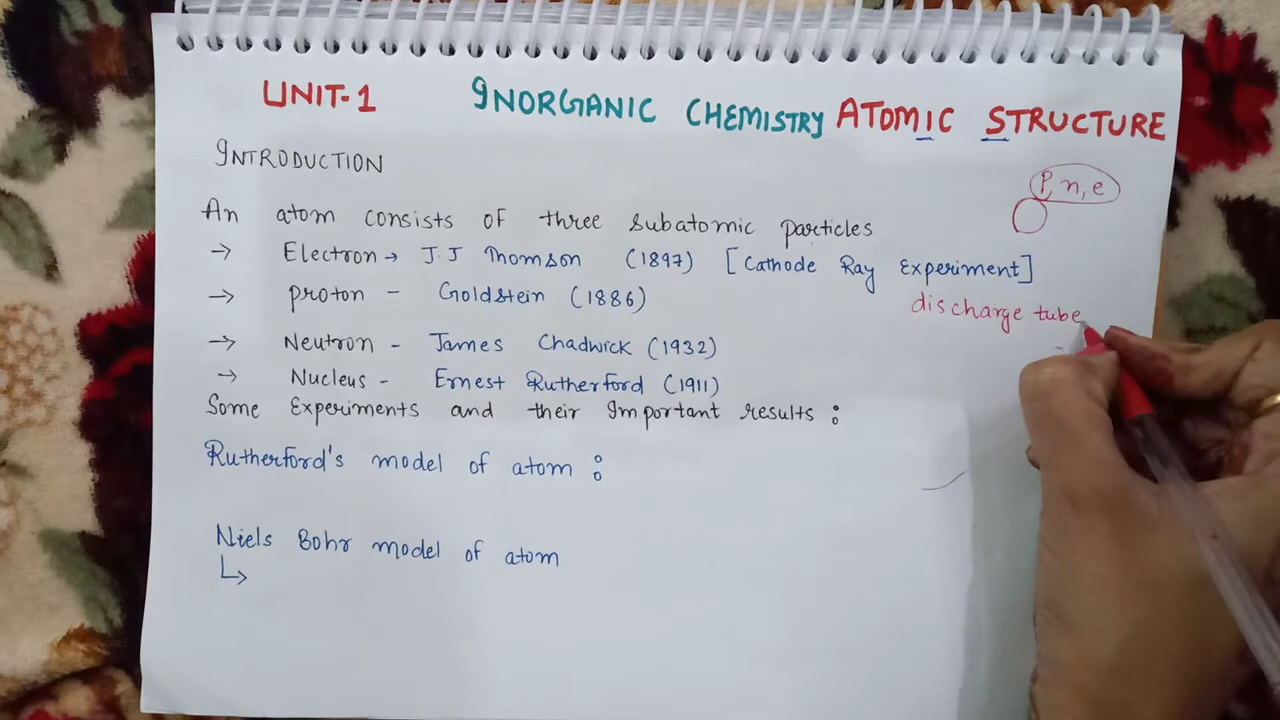 UNIT-1 INORGANIC CHEMISTRY ATOMIC STRUCTURE
INTRODUCTION
P, n, e
An atom consists of three subatomic particles
→ Electron → J.J Thomson (1897) [Cathode Ray Experiment]
→ proton - Goldstein (1886)
discharge tube
→ Neutron - James Chadwick (1932)
→ Nucleus - Ernest Rutherford (1911)
Some Experiments and their Important results :
Rutherford's model of atom :
Niels Bohr model of atom
↳